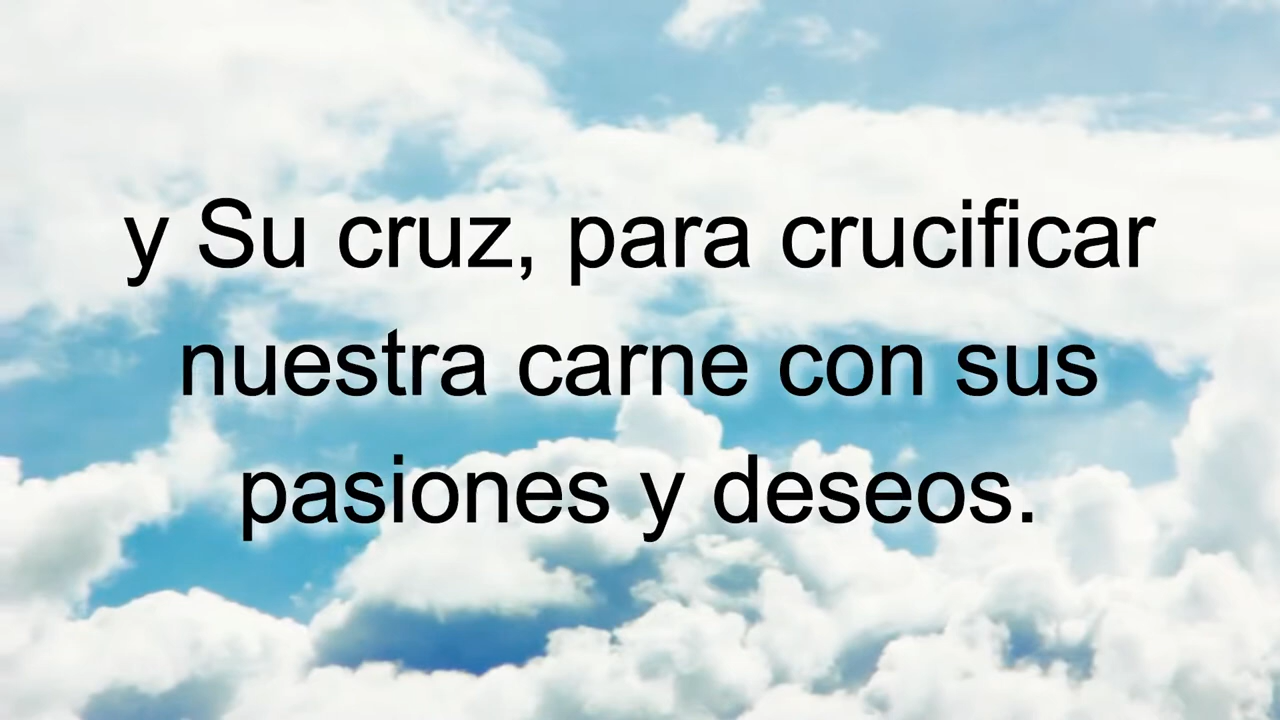 y Su cruz, para crucificar
nuestra carne con sus
pasiones y deseos.